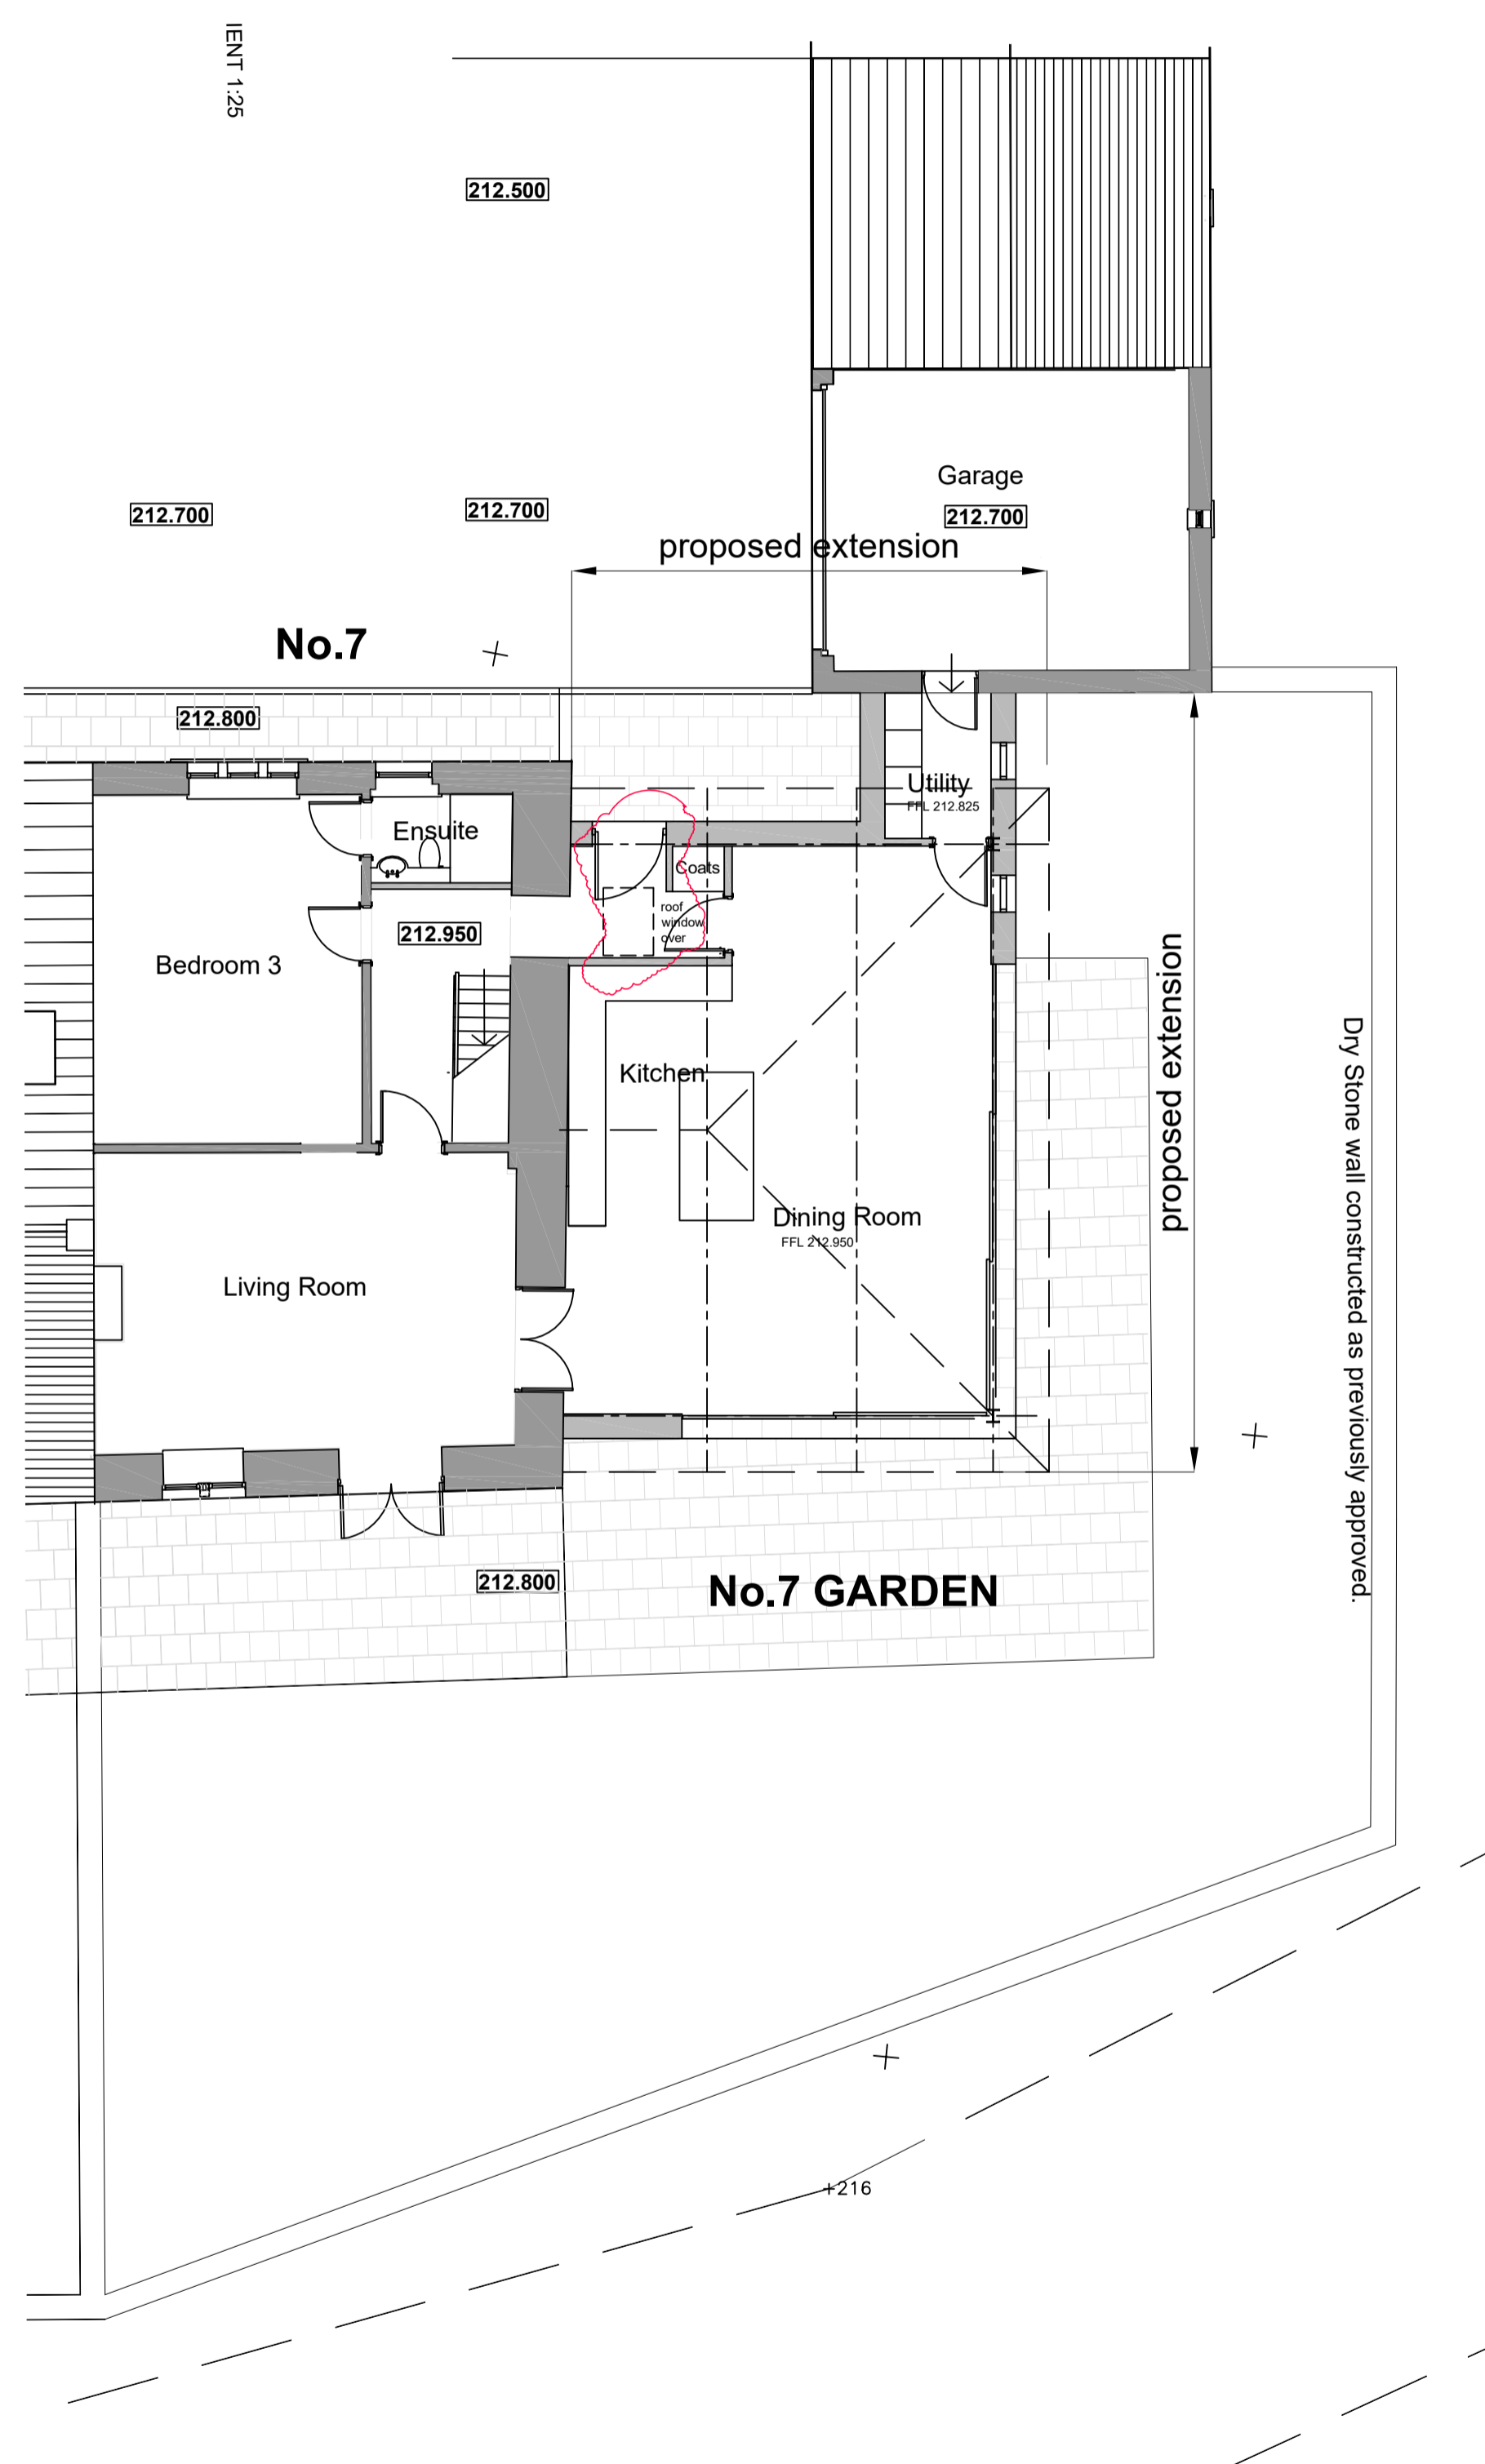 IENT 1:25
212.500
Garage
212.700
212.700
212.700
proposed extension
No.7
212.800
Utility
FFL 212.825
Ensuite
Coats
roof
window
over
212.950
Bedroom 3
proposed extension
Dry Stone wall constructed as previously approved.
Kitchen
Dining Room
FFL 212.950
Living Room
212.800
No.7 GARDEN
+216